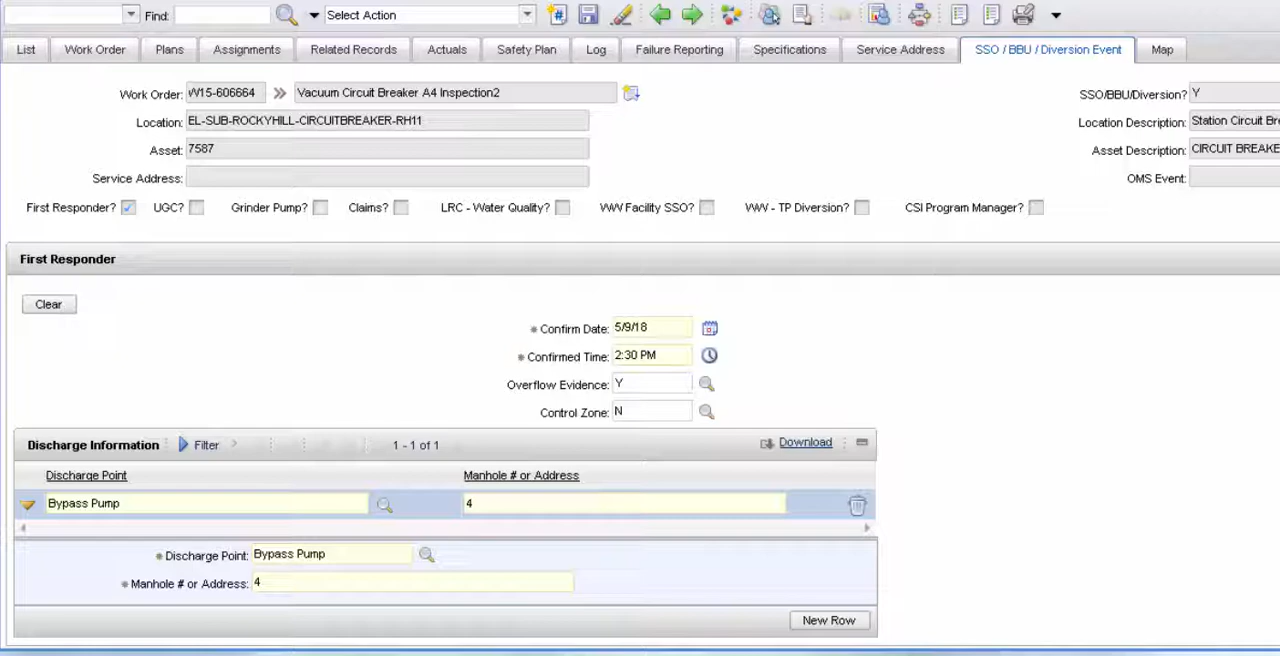 Find: Select Action
List Work Order Plans Assignments Related Records Actuals Safety Plan Log Failure Reporting Specifications Service Address SSO / BBU / Diversion Event Map
Work Order: W15-606664 Vacuum Circuit Breaker A4 Inspection2 SSO/BBU/Diversion? Y
Location: EL-SUB-ROCKYHILL-CIRCUITBREAKER-RH11 Location Description: Station Circuit Bre
Asset: 7587 Asset Description: CIRCUIT BREAKE
Service Address: OMS Event:
First Responder? UGC? Grinder Pump? Claims? LRC - Water Quality? WW Facility SSO? WW - TP Diversion? CSI Program Manager?
First Responder
Clear
* Confirm Date: 5/9/18
* Confirmed Time: 2:30 PM
Overflow Evidence: Y
Control Zone: N
Discharge Information Filter 1 - 1 of 1 Download
Discharge Point Manhole # or Address
Bypass Pump 4
* Discharge Point: Bypass Pump
* Manhole # or Address: 4
New Row